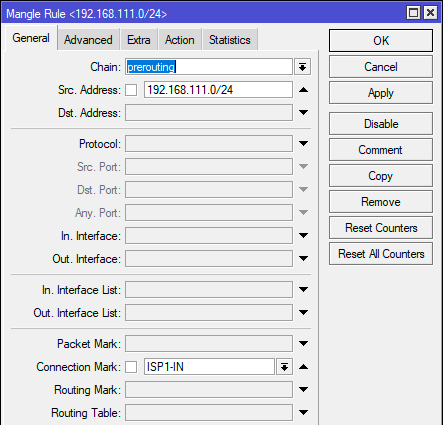 Mangle Rule <192.168.111.0/24>
General Advanced Extra Action Statistics
Chain: prerouting
Src. Address: 192.168.111.0/24
Dst. Address:
Protocol:
Src. Port:
Dst. Port:
Any. Port:
In. Interface:
Out. Interface:
In. Interface List:
Out. Interface List:
Packet Mark:
Connection Mark: ISP1-IN
Routing Mark:
Routing Table:
OK
Cancel
Apply
Disable
Comment
Copy
Remove
Reset Counters
Reset All Counters